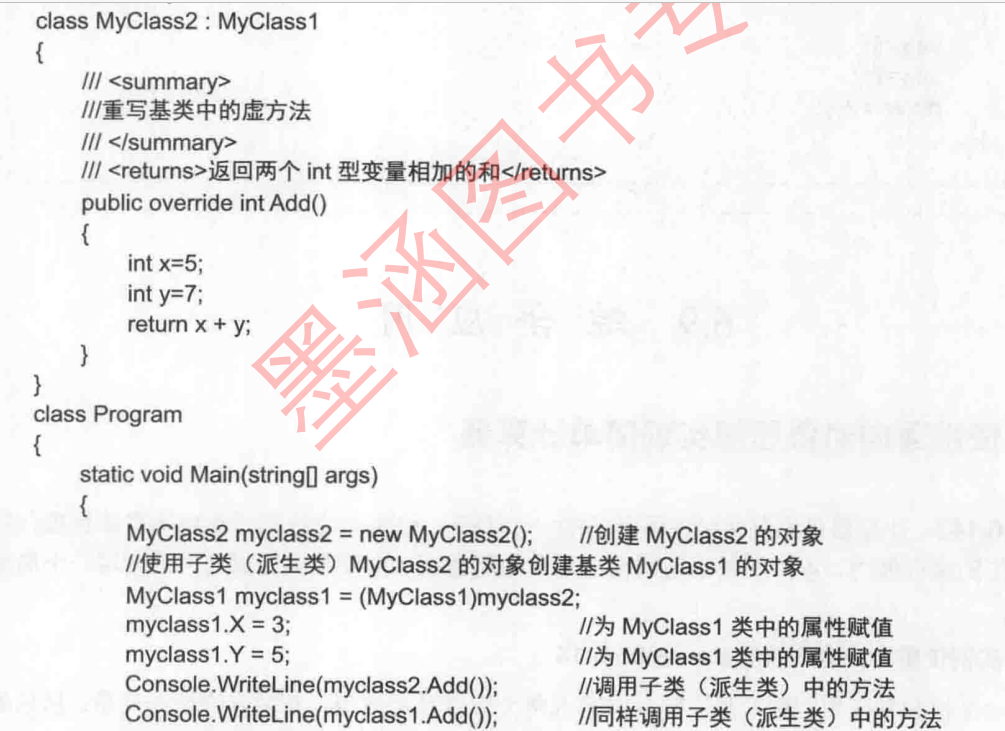 class MyClass2 : MyClass1
{
/// <summary>
///重写基类中的虚方法
/// </summary>
/// <returns>返回两个 int 型变量相加的和</returns>
public override int Add()
{
int x=5;
int y=7;
return x + y;
}
}
class Program
{
static void Main(string[] args)
{
MyClass2 myclass2 = new MyClass2(); //创建 MyClass2 的对象
//使用子类（派生类）MyClass2 的对象创建基类 MyClass1 的对象
MyClass1 myclass1 = (MyClass1)myclass2;
myclass1.X = 3; //为 MyClass1 类中的属性赋值
myclass1.Y = 5; //为 MyClass1 类中的属性赋值
Console.WriteLine(myclass2.Add()); //调用子类（派生类）中的方法
Console.WriteLine(myclass1.Add()); //同样调用子类（派生类）中的方法
墨涵图书专